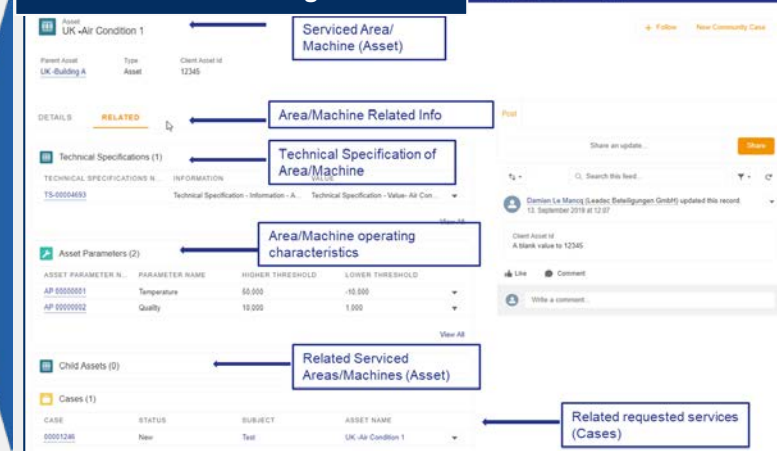 Asset
UK -Air Condition 1
Serviced Area/
Machine (Asset)
+ Follow
New Community Case
Parent Asset
Type
Client Asset Id
UK -Building A
Asset
12345
DETAILS
RELATED
Area/Machine Related Info
Post
Share an update...
Share
Technical Specifications (1)
Technical Specification of
Area/Machine
TECHNICAL SPECIFICATIONS N...
INFORMATION
VALUE
Search this feed...
TS-00004693
Technical Specification - Information - A...
Technical Specification - Value- Air Con...
View All
Damien Le Mancq (Leadec Beteiligungen GmbH) updated this record.
13. September 2018 at 12:07
Client Asset Id
A blank value to 12345
Like
Comment
Write a comment...
Area/Machine operating
characteristics
Asset Parameters (2)
ASSET PARAMETER N...
PARAMETER NAME
HIGHER THRESHOLD
LOWER THRESHOLD
AP 00000001
Temperature
50,000
-10,000
AP 00000002
Quality
10,000
1,000
View All
Related Serviced
Areas/Machines (Asset)
Child Assets (0)
Cases (1)
Related requested services
(Cases)
CASE
STATUS
SUBJECT
ASSET NAME
00001246
New
Test
UK -Air Condition 1